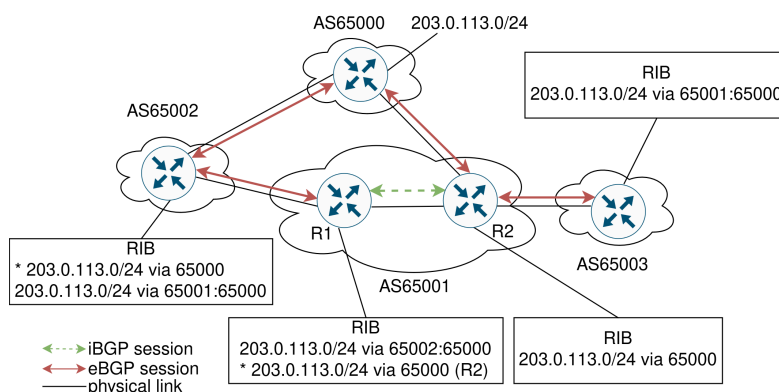 AS65000
203.0.113.0/24
RIB
203.0.113.0/24 via 65001:65000
AS65002
R1
R2
AS65003
AS65001
RIB
* 203.0.113.0/24 via 65000
203.0.113.0/24 via 65001:65000
RIB
203.0.113.0/24 via 65002:65000
* 203.0.113.0/24 via 65000 (R2)
RIB
203.0.113.0/24 via 65000
iBGP session
eBGP session
physical link